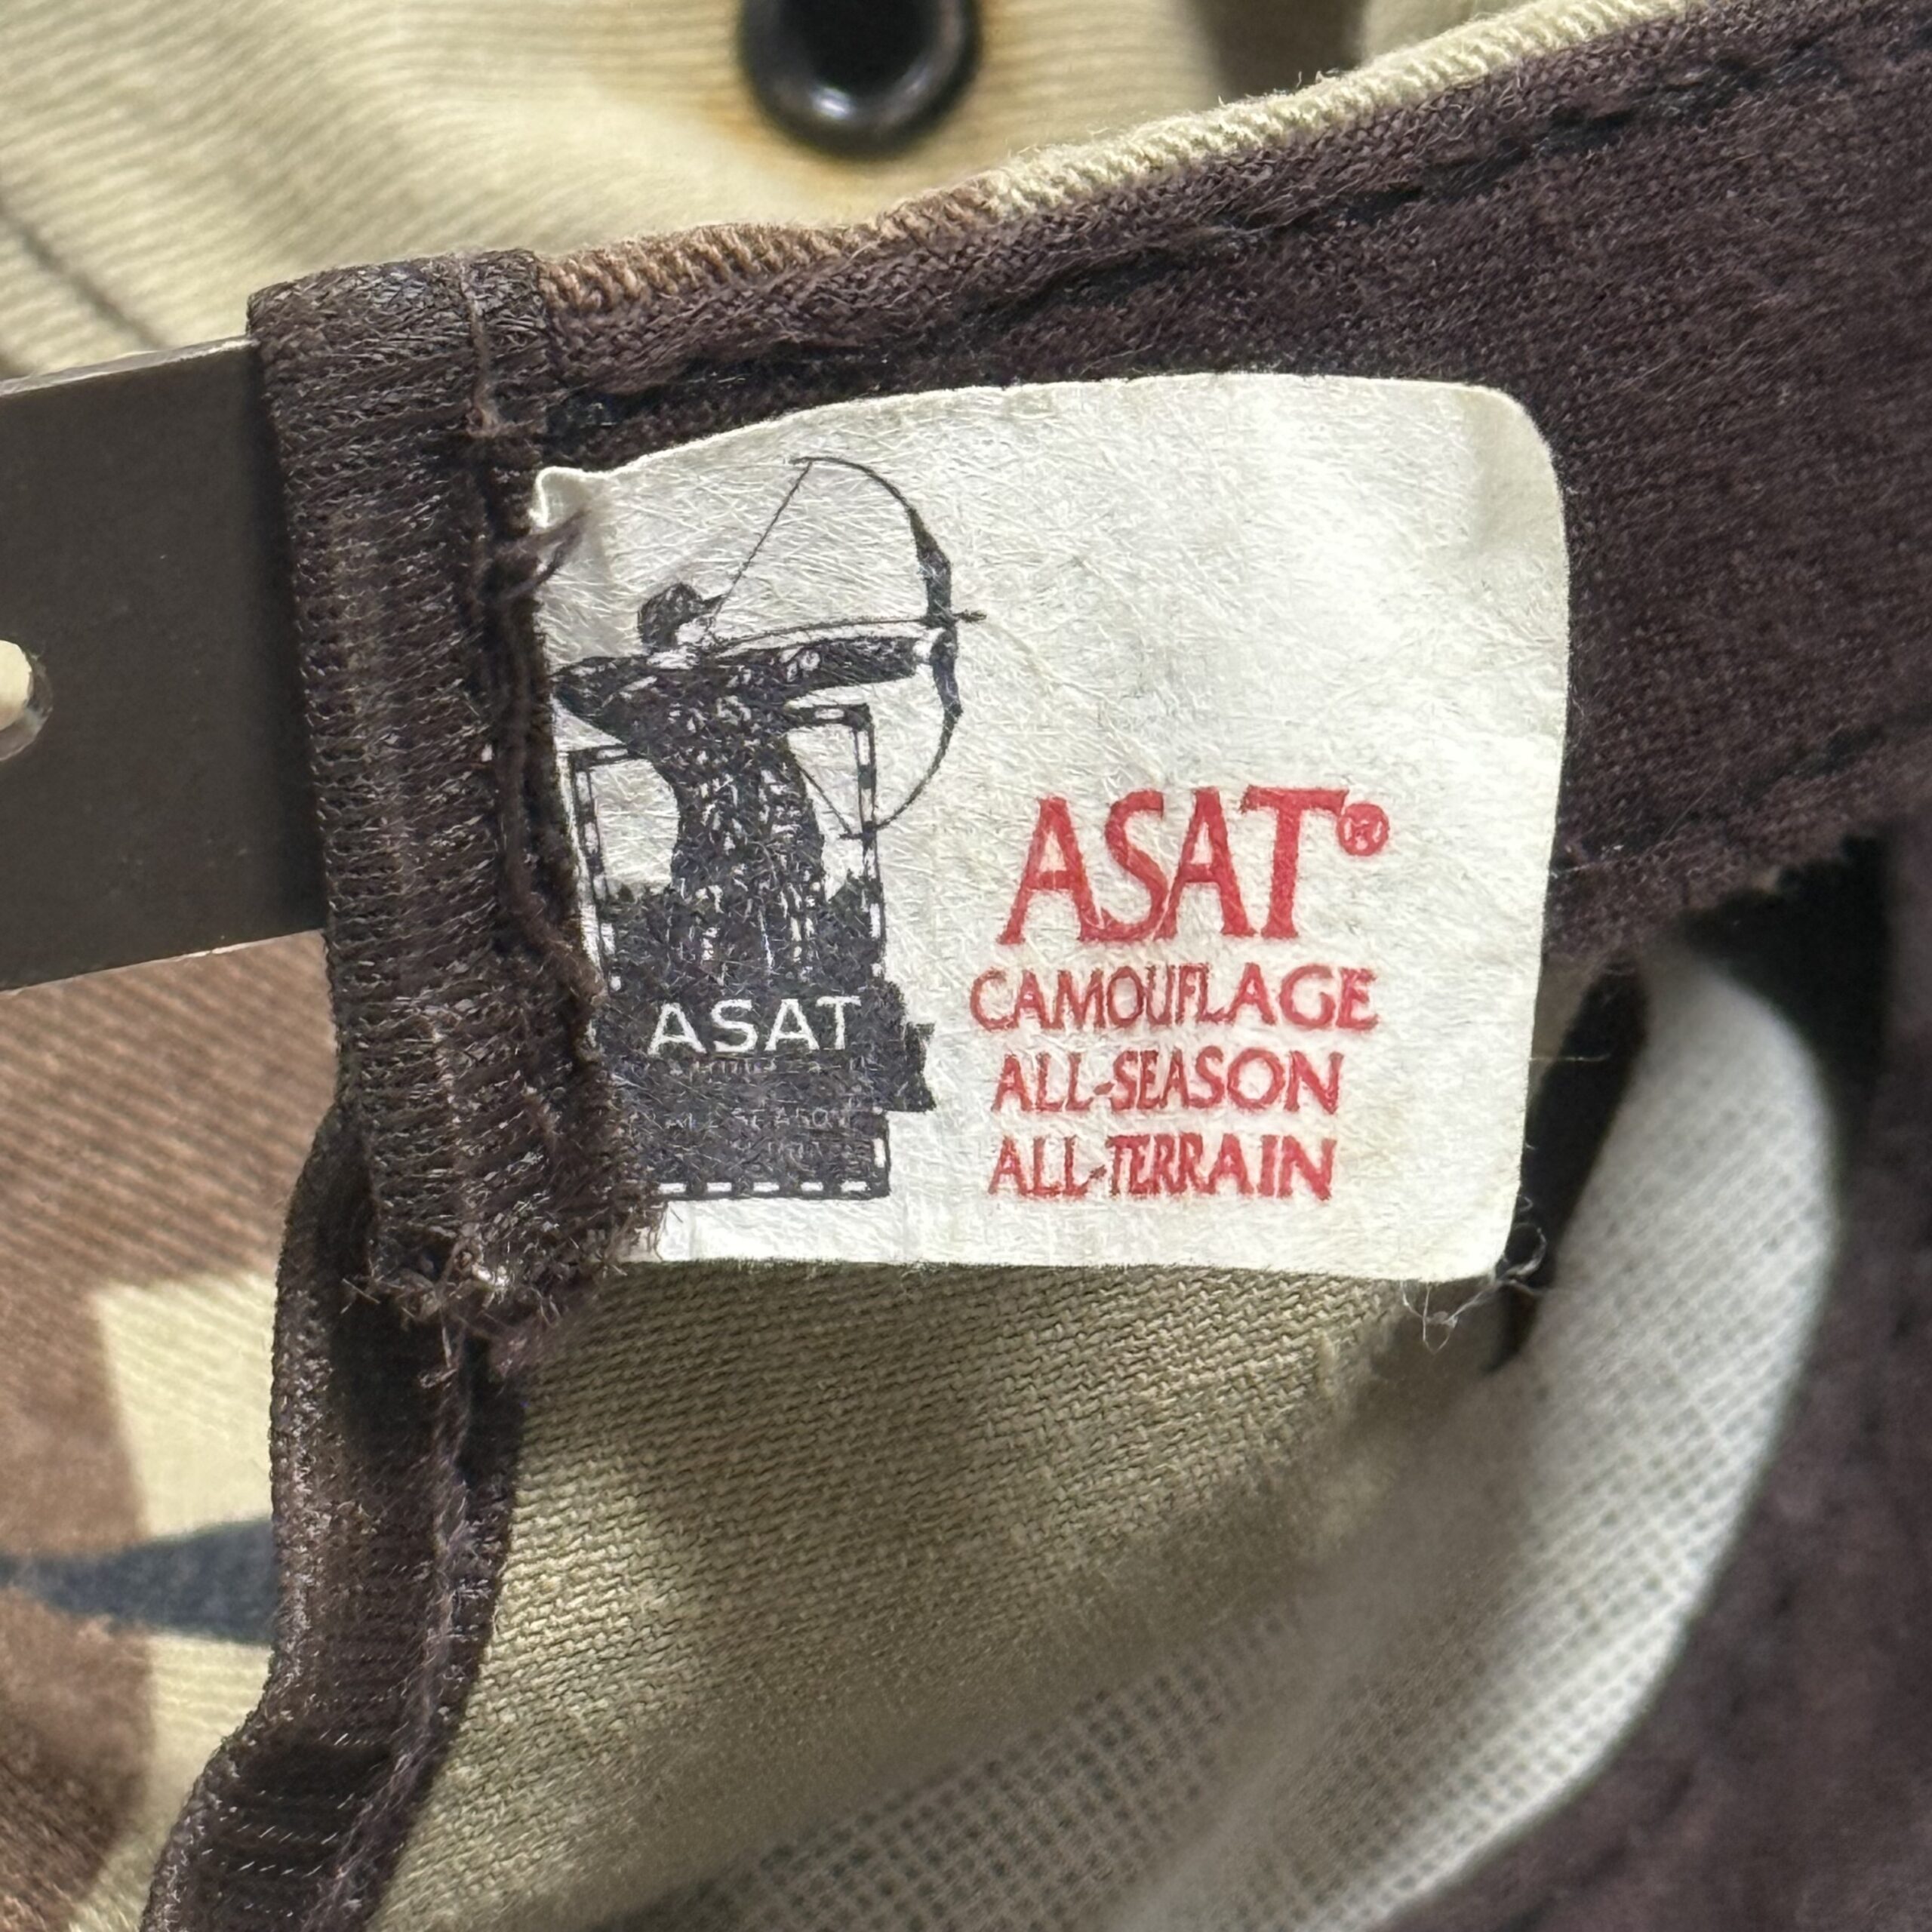 ASAT
ASAT®
CAMOUFLAGE
ALL-SEASON
ALL-TERRAIN